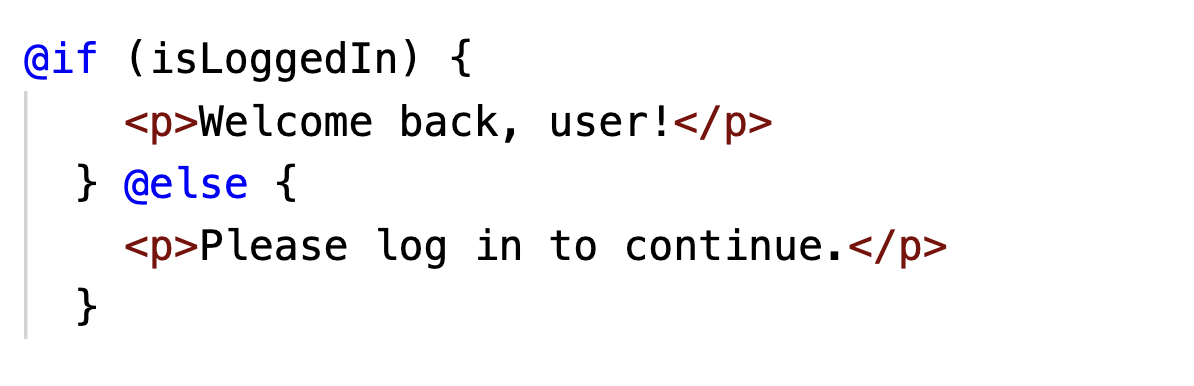 @if (isLoggedIn) {
    <p>Welcome back, user!</p>
  } @else {
    <p>Please log in to continue.</p>
  }